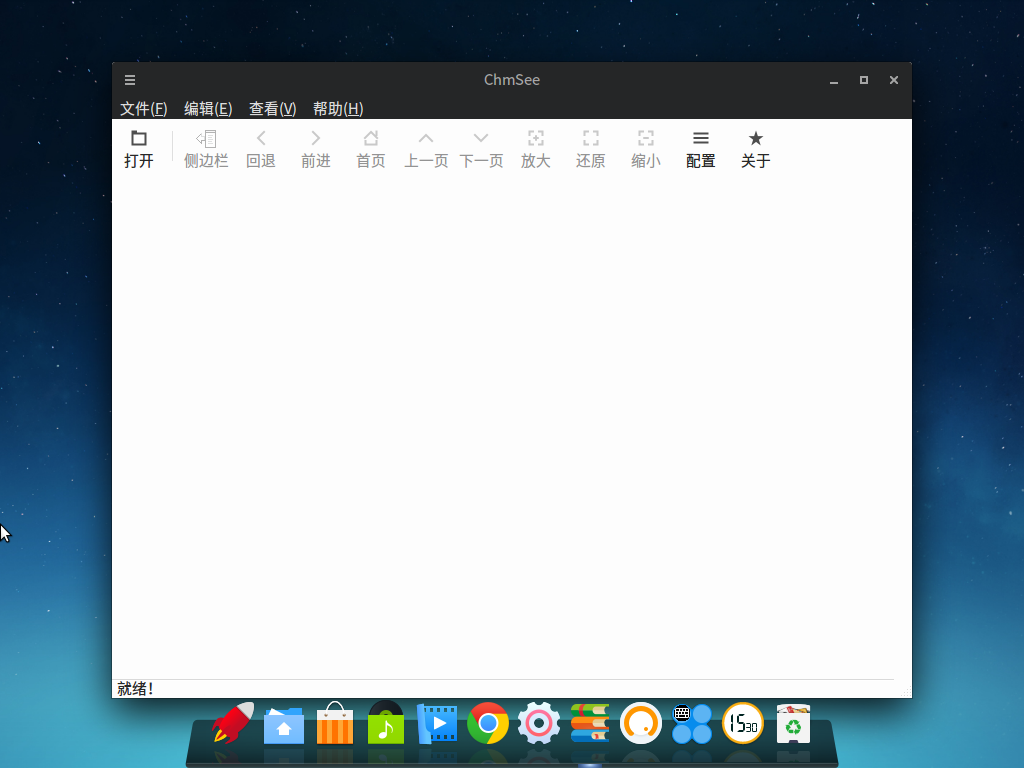 ChmSee
文件(F) 编辑(E) 查看(V) 帮助(H)
打开 侧边栏 回退 前进 首页 上一页 下一页 放大 还原 缩小 配置 关于
就绪!
1530